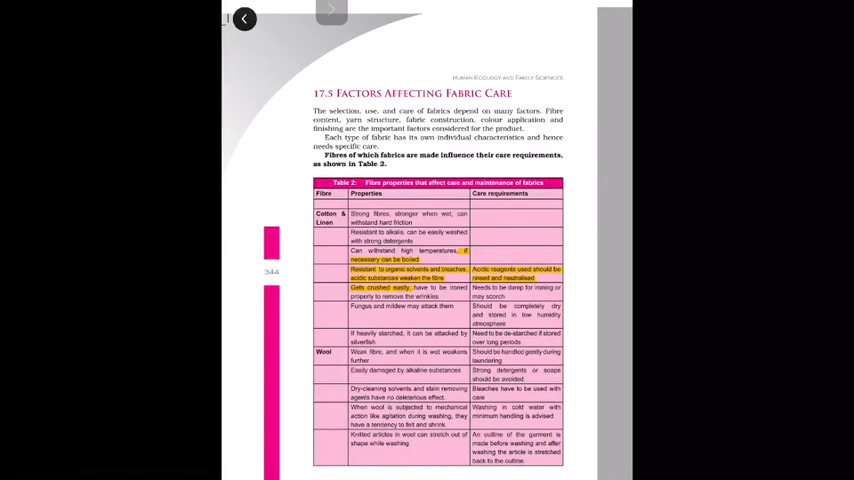 HUMAN ECOLOGY AND FAMILY SCIENCES
17.5 FACTORS AFFECTING FABRIC CARE
The selection, use, and care of fabrics depend on many factors. Fibre
content, yarn structure, fabric construction, colour application and
finishing are the important factors considered for the product.
Each type of fabric has its own individual characteristics and hence
needs specific care.
Fibres of which fabrics are made influence their care requirements,
as shown in Table 2.
Table 2: Fibre properties that affect care and maintenance of fabrics
Fibre Properties Care requirements
Cotton & Strong fibres, stronger when wet, can
Linen withstand hard friction
Resistant to alkalis, can be easily washed
with strong detergents
Can withstand high temperatures, if
necessary can be boiled
344
Resistant to organic solvents and bleaches, Acidic reagents used should be
acidic substances weaken the fibre rinsed and neutralised
Gets crushed easily, have to be ironed Needs to be damp for ironing or
properly to remove the wrinkles may scorch
Fungus and mildew may attack them Should be completely dry
and stored in low humidity
atmosphere
If heavily starched, it can be attacked by Need to be de-starched if stored
silverfish over long periods
Wool Weak fibre, and when it is wet weakens Should be handled gently during
further laundering
Easily damaged by alkaline substances Strong detergents or soaps
should be avoided.
Dry-cleaning solvents and stain removing Bleaches have to be used with
agents have no deleterious effect. care
When wool is subjected to mechanical Washing in cold water with
action like agitation during washing, they minimum handling is advised
have a tendency to felt and shrink.
Knitted articles in wool can stretch out of An outline of the garment is
shape while washing made before washing and after
washing the article is stretched
back to the outline.